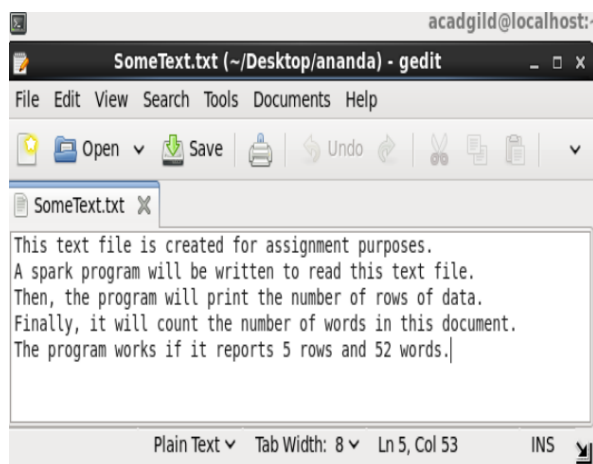 acadgild@localhost:
SomeText.txt (~/Desktop/ananda) - gedit
File Edit View Search Tools Documents Help
Open Save Undo
SomeText.txt
This text file is created for assignment purposes.
A spark program will be written to read this text file.
Then, the program will print the number of rows of data.
Finally, it will count the number of words in this document.
The program works if it reports 5 rows and 52 words.
Plain Text Tab Width: 8 Ln 5, Col 53 INS